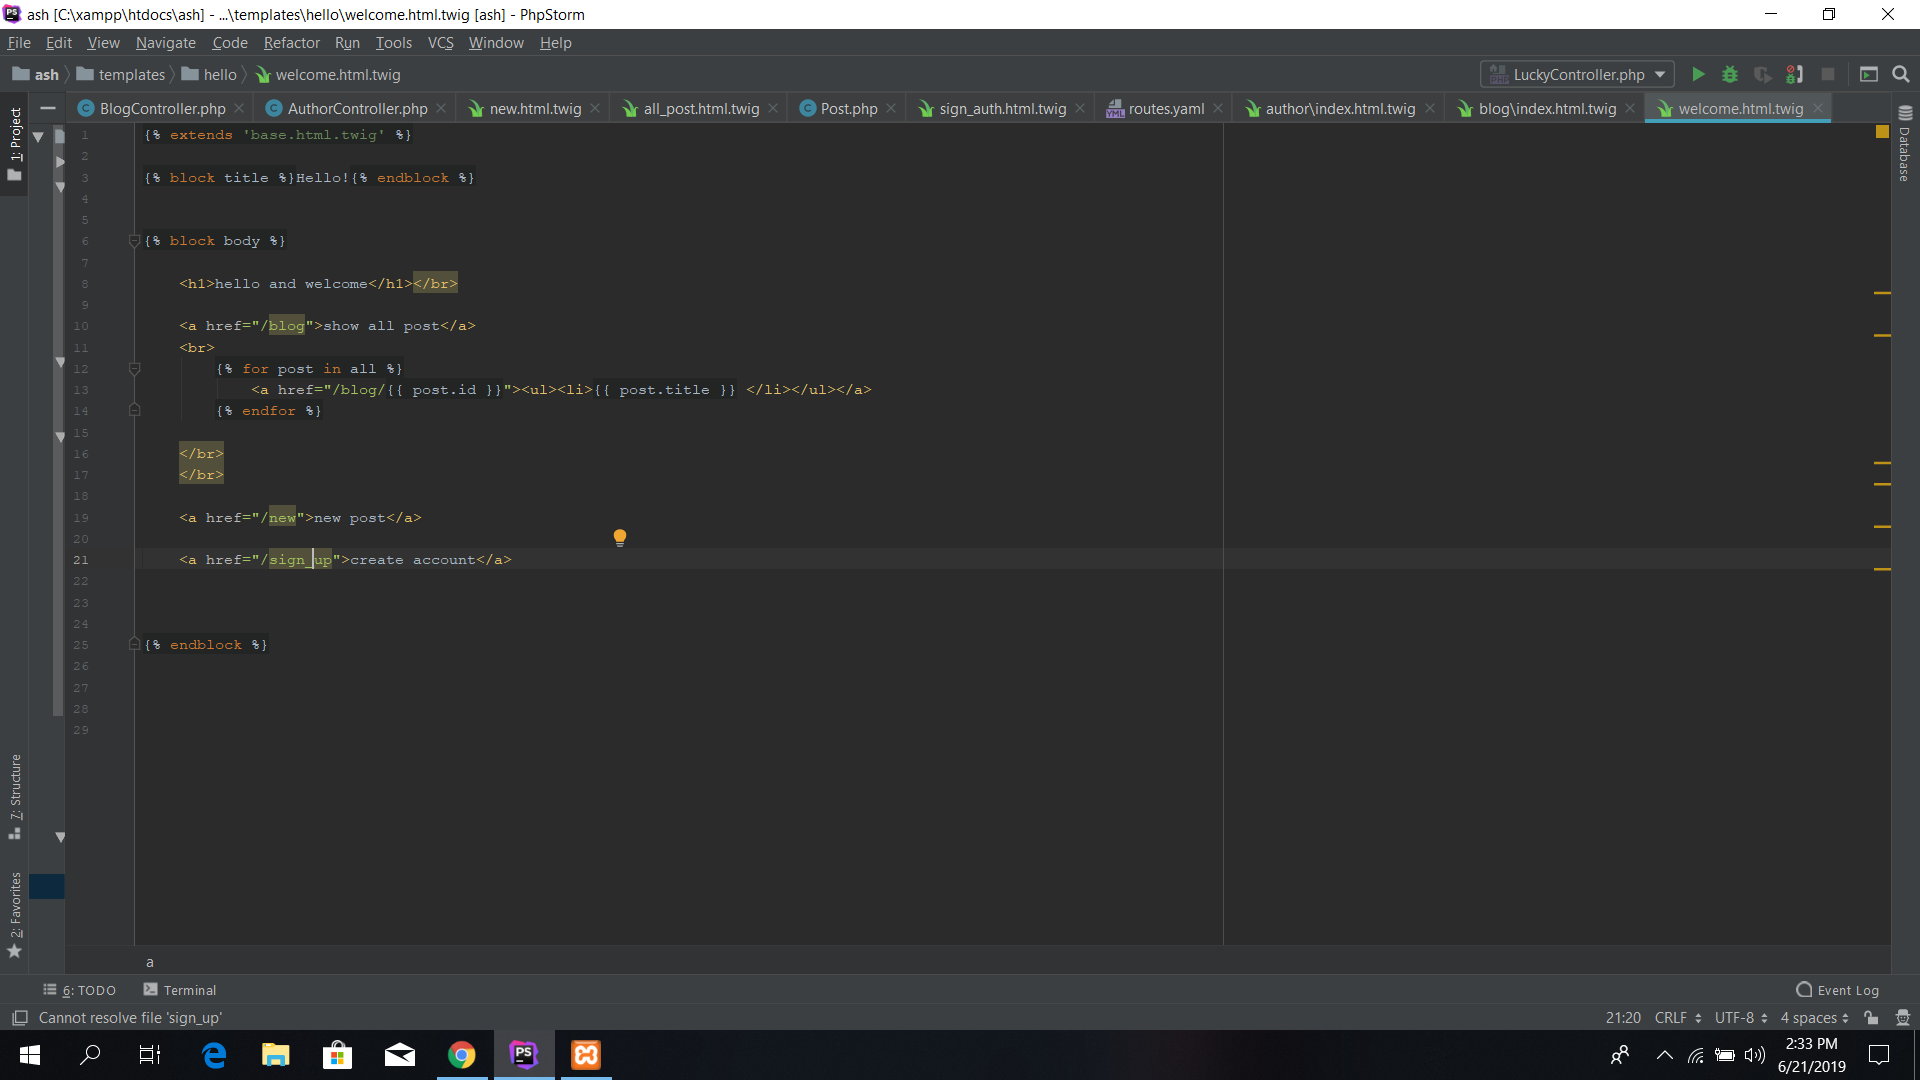 ash [C:\xampp\htdocs\ash] - ...\templates\hello\welcome.html.twig [ash] - PhpStorm
File Edit View Navigate Code Refactor Run Tools VCS Window Help
ash templates hello welcome.html.twig LuckyController.php
BlogController.php AuthorController.php new.html.twig all_post.html.twig Post.php sign_auth.html.twig routes.yaml author\index.html.twig blog\index.html.twig welcome.html.twig
1: Project
Database
1 {% extends 'base.html.twig' %}
2
3 {% block title %}Hello!{% endblock %}
4
5
6 {% block body %}
7
8 <h1>hello and welcome</h1></br>
9
10 <a href="/blog">show all post</a>
11 <br>
12 {% for post in all %}
13 <a href="/blog/{{ post.id }}"><ul><li>{{ post.title }} </li></ul></a>
14 {% endfor %}
15
16 </br>
17 </br>
18
19 <a href="/new">new post</a>
20
21 <a href="/sign_up">create account</a>
22
23
24
25 {% endblock %}
26
27
28
29
7: Structure
2: Favorites
a
6: TODO Terminal Event Log
Cannot resolve file 'sign_up' 21:20 CRLF UTF-8 4 spaces
2:33 PM
6/21/2019